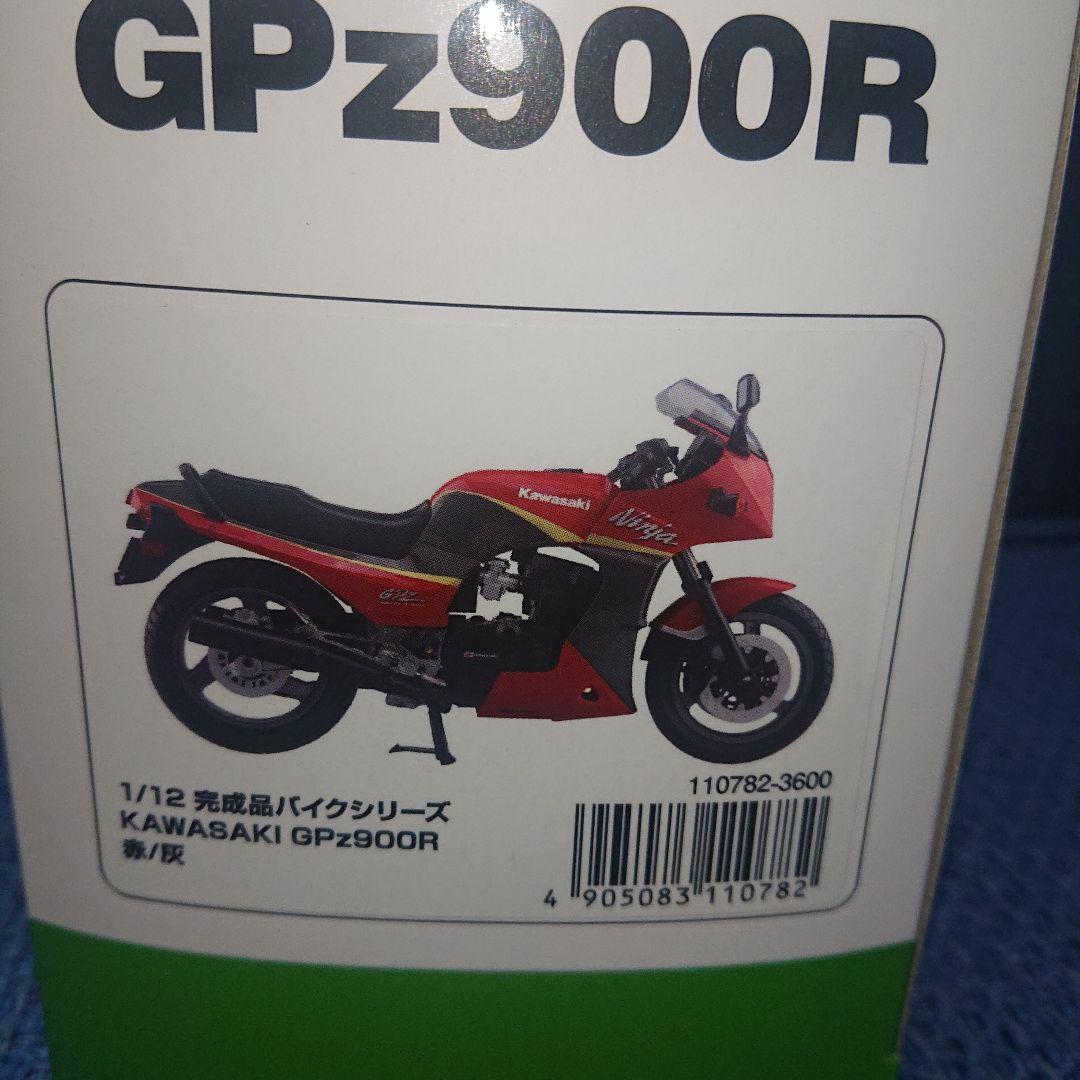 GPz900R
Kawasaki
Ninja
GPz
1/12 完成品バイクシリーズ
KAWASAKI GPz900R
赤/灰
110782-3600
4 905083 110782